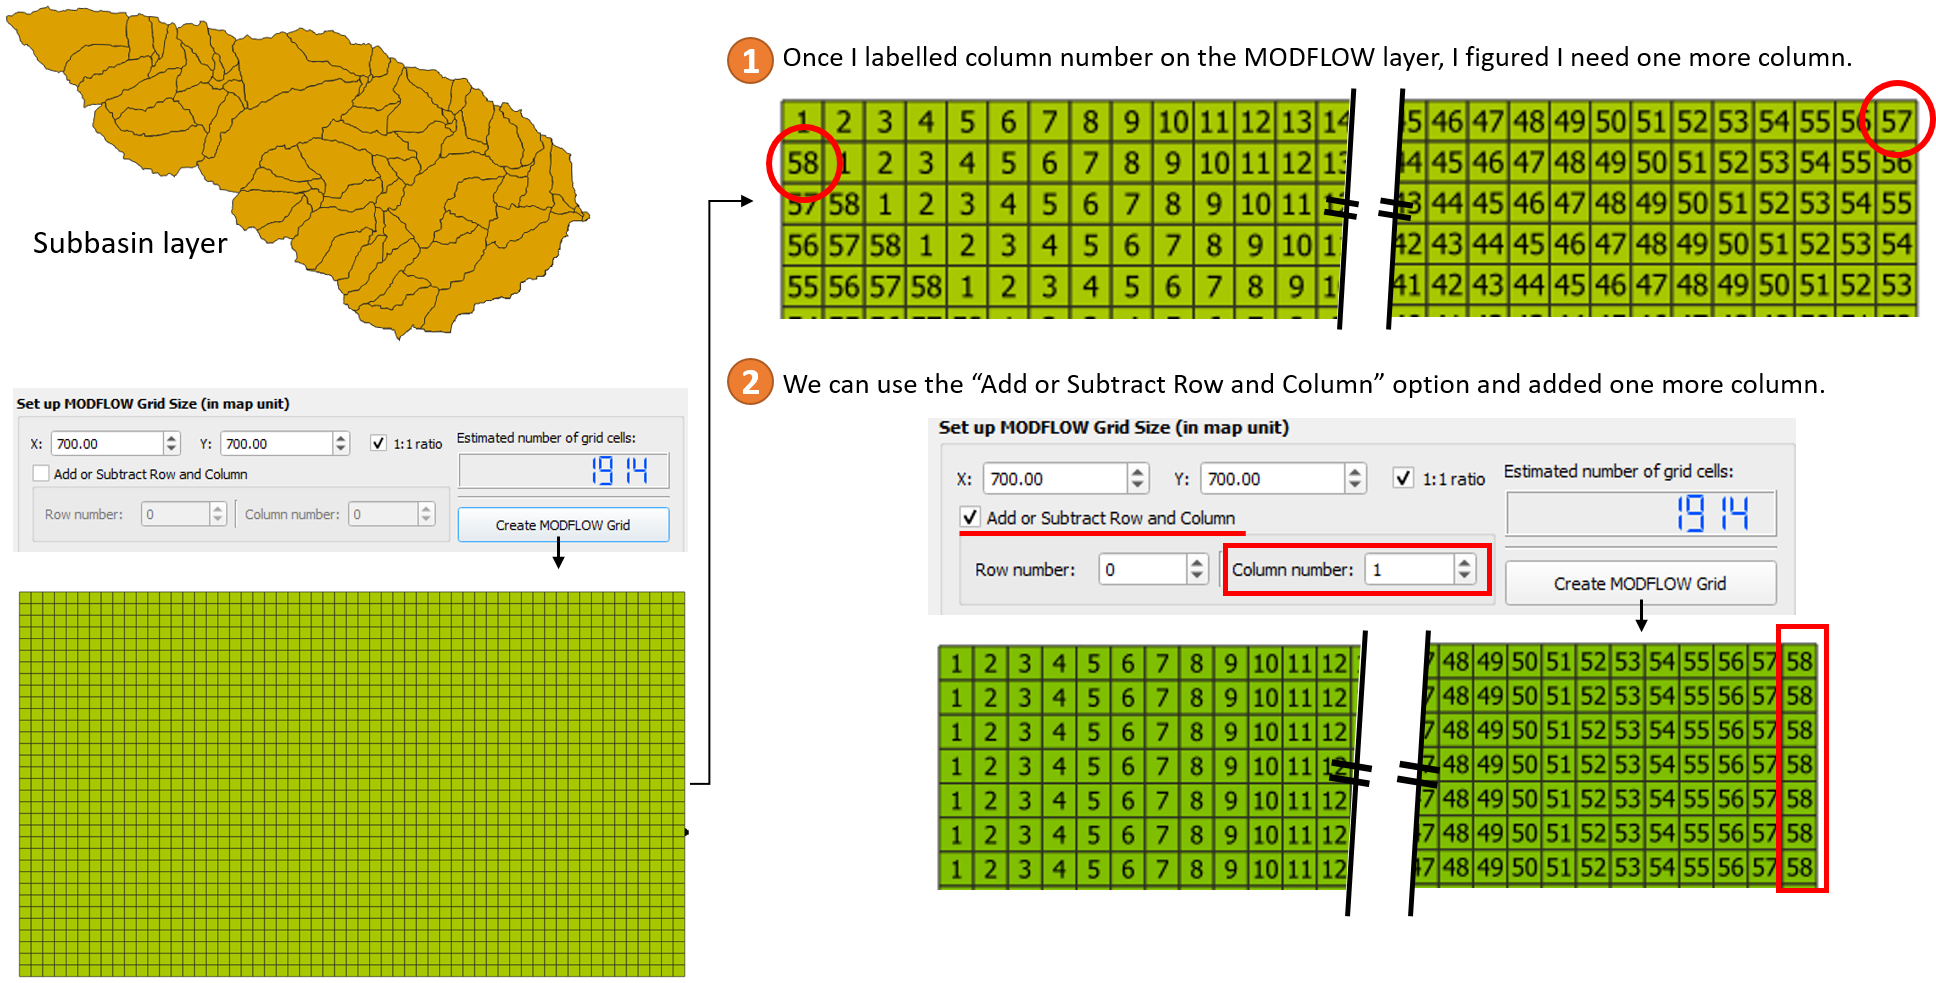 Subbasin layer
Set up MODFLOW Grid Size (in map unit)
X: 700.00 Y: 700.00 1:1 ratio Estimated number of grid cells:
1914
Add or Subtract Row and Column
Row number: 0 Column number: 0 Create MODFLOW Grid
1 Once I labelled column number on the MODFLOW layer, I figured I need one more column.
1 2 3 4 5 6 7 8 9 10 11 12 13 14 45 46 47 48 49 50 51 52 53 54 55 56 57
58 1 2 3 4 5 6 7 8 9 10 11 12 13 44 45 46 47 48 49 50 51 52 53 54 55 56
57 58 1 2 3 4 5 6 7 8 9 10 11 43 44 45 46 47 48 49 50 51 52 53 54 55
56 57 58 1 2 3 4 5 6 7 8 9 10 42 43 44 45 46 47 48 49 50 51 52 53 54
55 56 57 58 1 2 3 4 5 6 7 8 9 41 42 43 44 45 46 47 48 49 50 51 52 53
2 We can use the “Add or Subtract Row and Column” option and added one more column.
Set up MODFLOW Grid Size (in map unit)
X: 700.00 Y: 700.00 1:1 ratio Estimated number of grid cells:
1914
Add or Subtract Row and Column
Row number: 0 Column number: 1 Create MODFLOW Grid
1 2 3 4 5 6 7 8 9 10 11 12 48 49 50 51 52 53 54 55 56 57 58
1 2 3 4 5 6 7 8 9 10 11 12 48 49 50 51 52 53 54 55 56 57 58
1 2 3 4 5 6 7 8 9 10 11 12 48 49 50 51 52 53 54 55 56 57 58
1 2 3 4 5 6 7 8 9 10 11 12 48 49 50 51 52 53 54 55 56 57 58
1 2 3 4 5 6 7 8 9 10 11 12 48 49 50 51 52 53 54 55 56 57 58
1 2 3 4 5 6 7 8 9 10 11 12 47 48 49 50 51 52 53 54 55 56 57 58
1 2 3 4 5 6 7 8 9 10 11 12 47 48 49 50 51 52 53 54 55 56 57 58